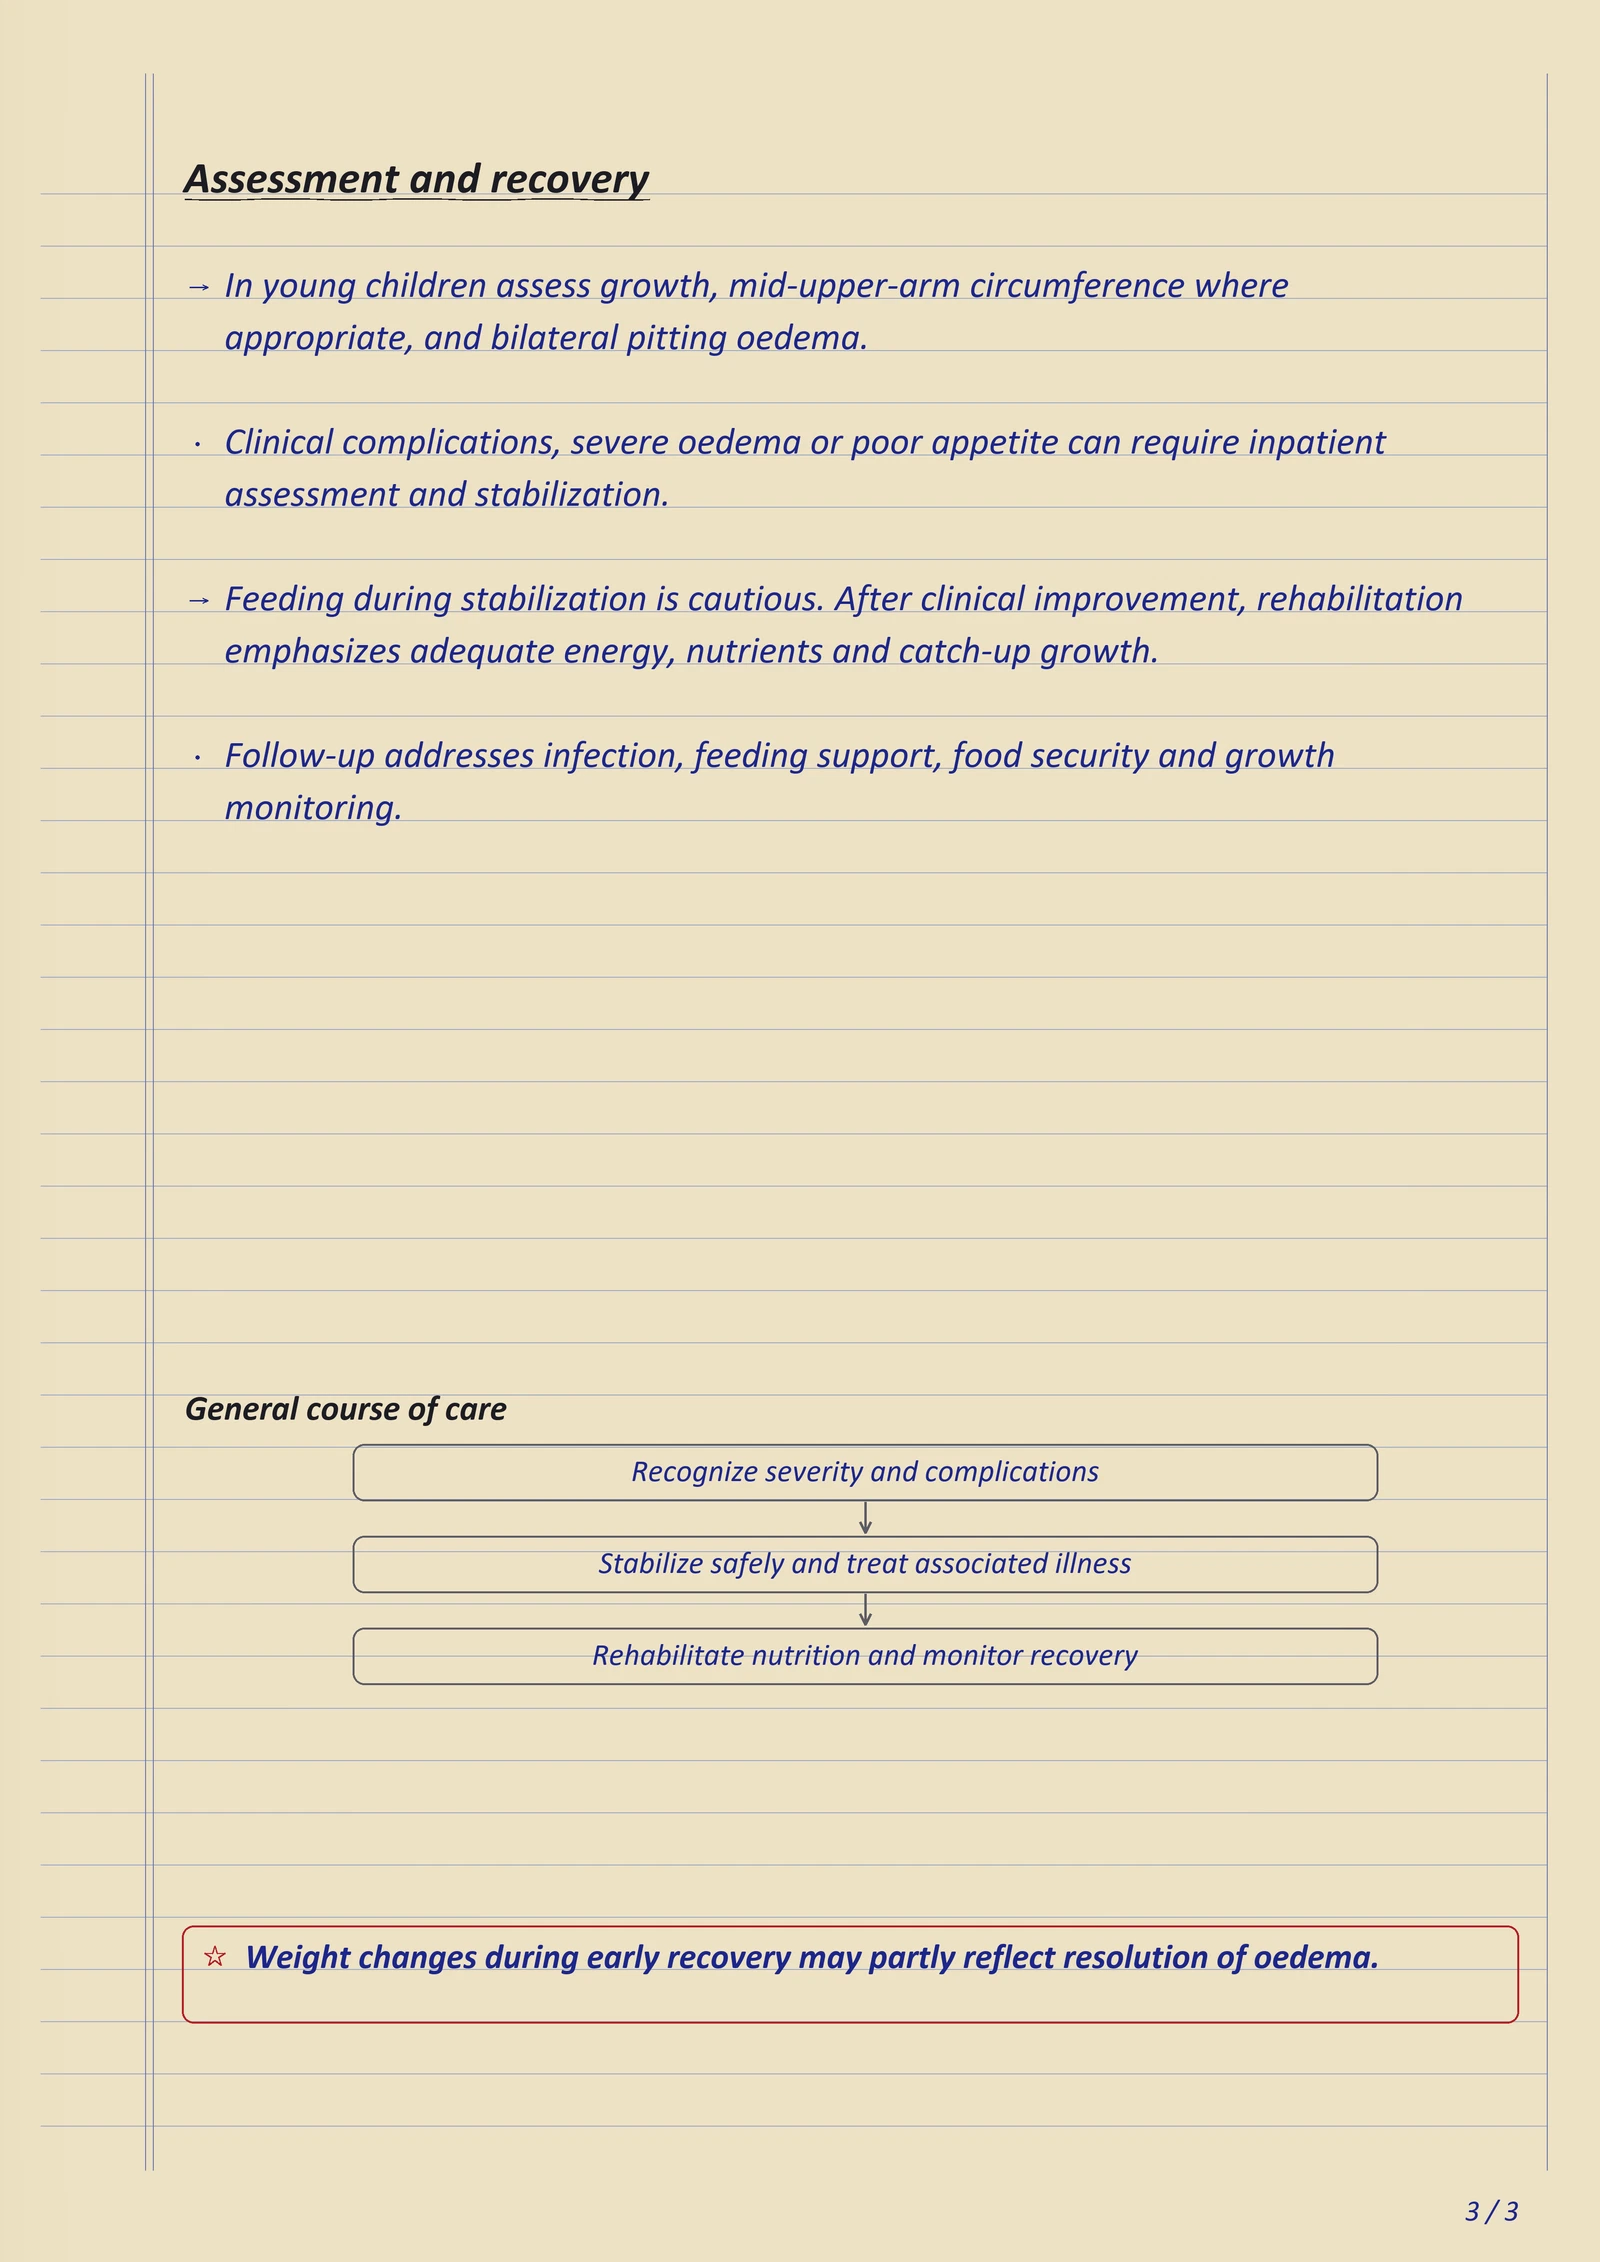 Assessment and recovery
→ In young children assess growth, mid-upper-arm circumference where
appropriate, and bilateral pitting oedema.
· Clinical complications, severe oedema or poor appetite can require inpatient
assessment and stabilization.
→ Feeding during stabilization is cautious. After clinical improvement, rehabilitation
emphasizes adequate energy, nutrients and catch-up growth.
· Follow-up addresses infection, feeding support, food security and growth
monitoring.
General course of care
Recognize severity and complications
Stabilize safely and treat associated illness
Rehabilitate nutrition and monitor recovery
☆ Weight changes during early recovery may partly reflect resolution of oedema.
3 / 3